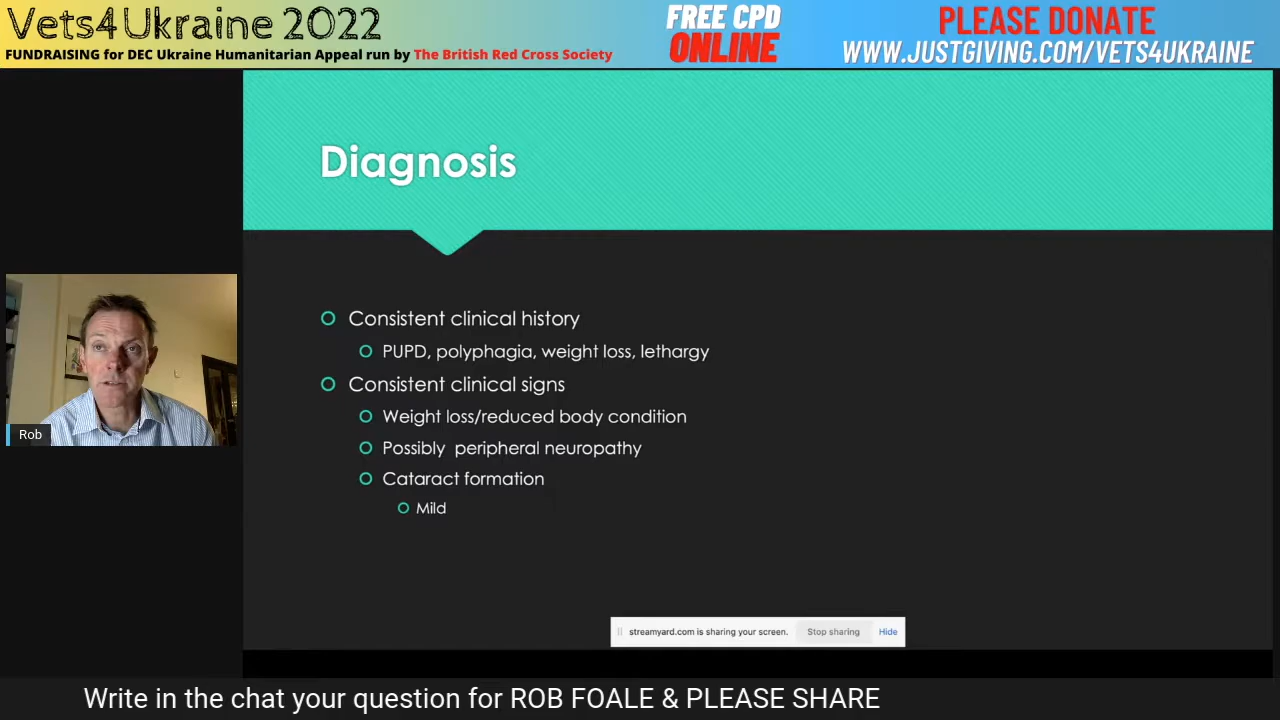 Vets4Ukraine 2022
FUNDRAISING for DEC Ukraine Humanitarian Appeal run by The British Red Cross Society
FREE CPD
ONLINE
PLEASE DONATE
WWW.JUSTGIVING.COM/VETS4UKRAINE
Diagnosis
Consistent clinical history
PUPD, polyphagia, weight loss, lethargy
Consistent clinical signs
Weight loss/reduced body condition
Possibly peripheral neuropathy
Cataract formation
Mild
Rob
streamyard.com is sharing your screen. Stop sharing Hide
Write in the chat your question for ROB FOALE & PLEASE SHARE